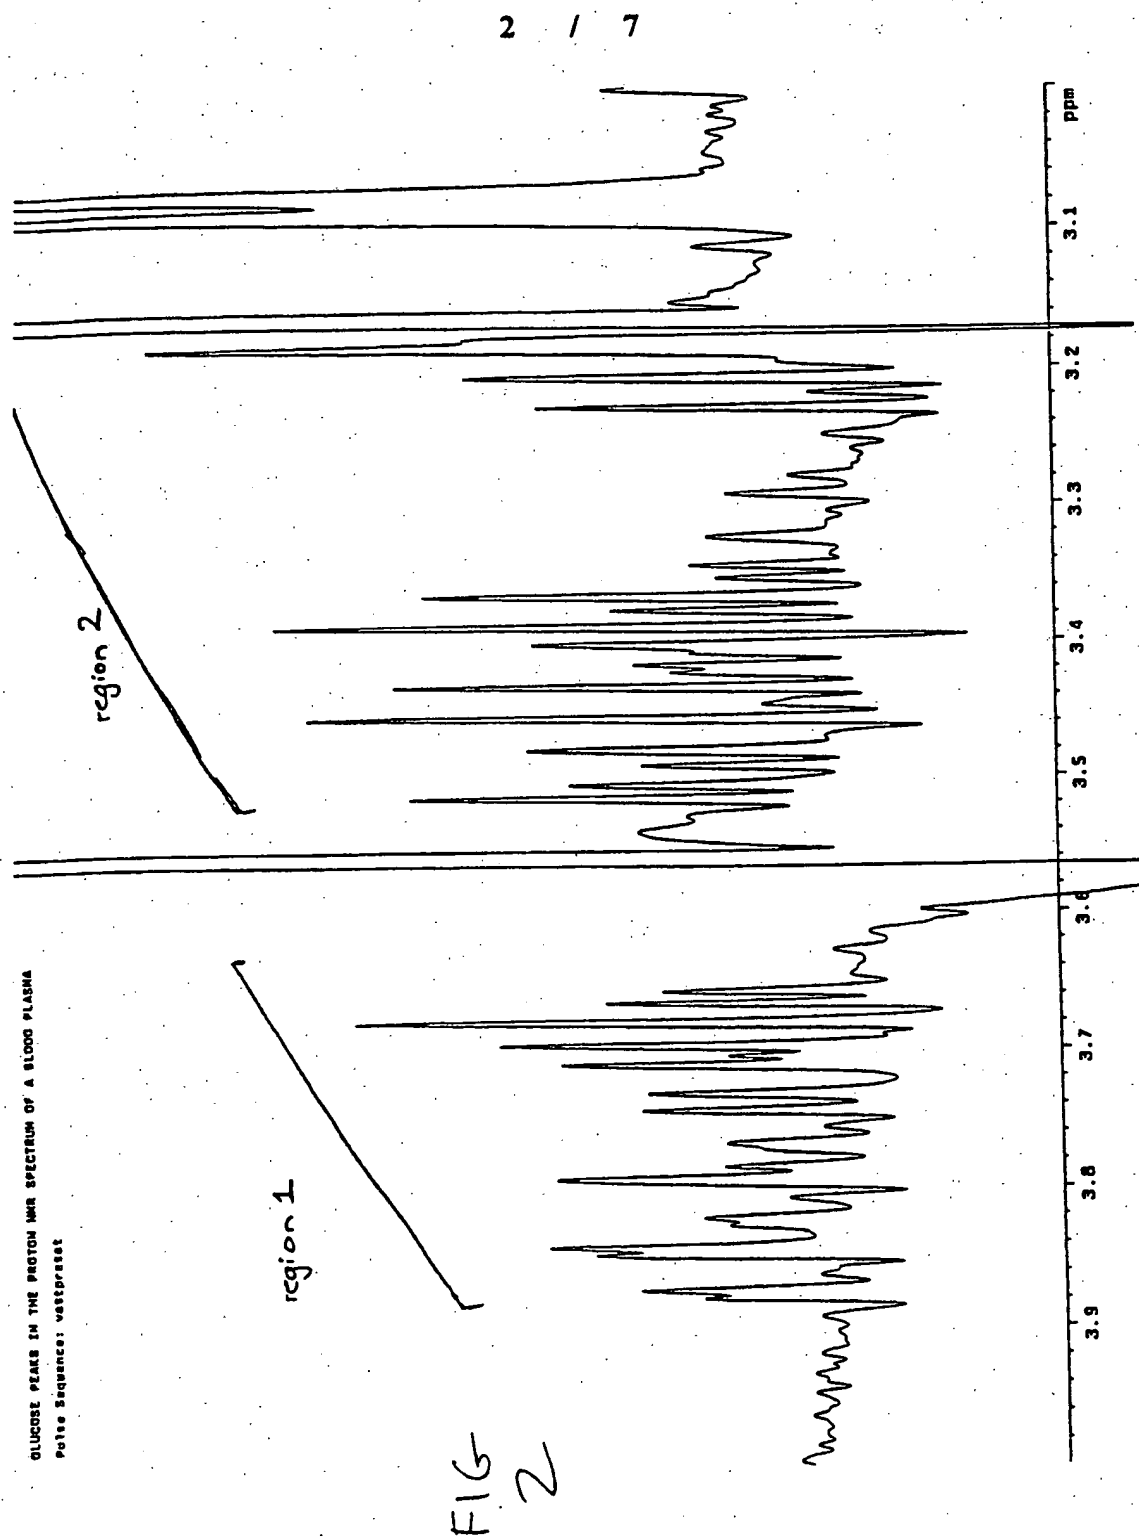 2 / 7
GLUCOSE PEAKS IN THE PROTON NMR SPECTRUM OF A BLOOD PLASMA
Pulse Sequence: vastpresat
region 1
region 2
3.9
3.8
3.7
3.6
3.5
3.4
3.3
3.2
3.1
ppm
FIG
2